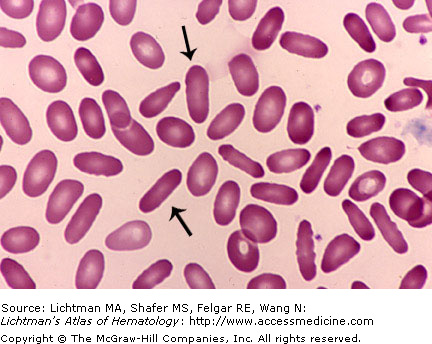 Source: Lichtman MA, Shafer MS, Felgar RE, Wang N:
Lichtman's Atlas of Hematology: http://www.accessmedicine.com
Copyright © The McGraw-Hill Companies, Inc. All rights reserved.